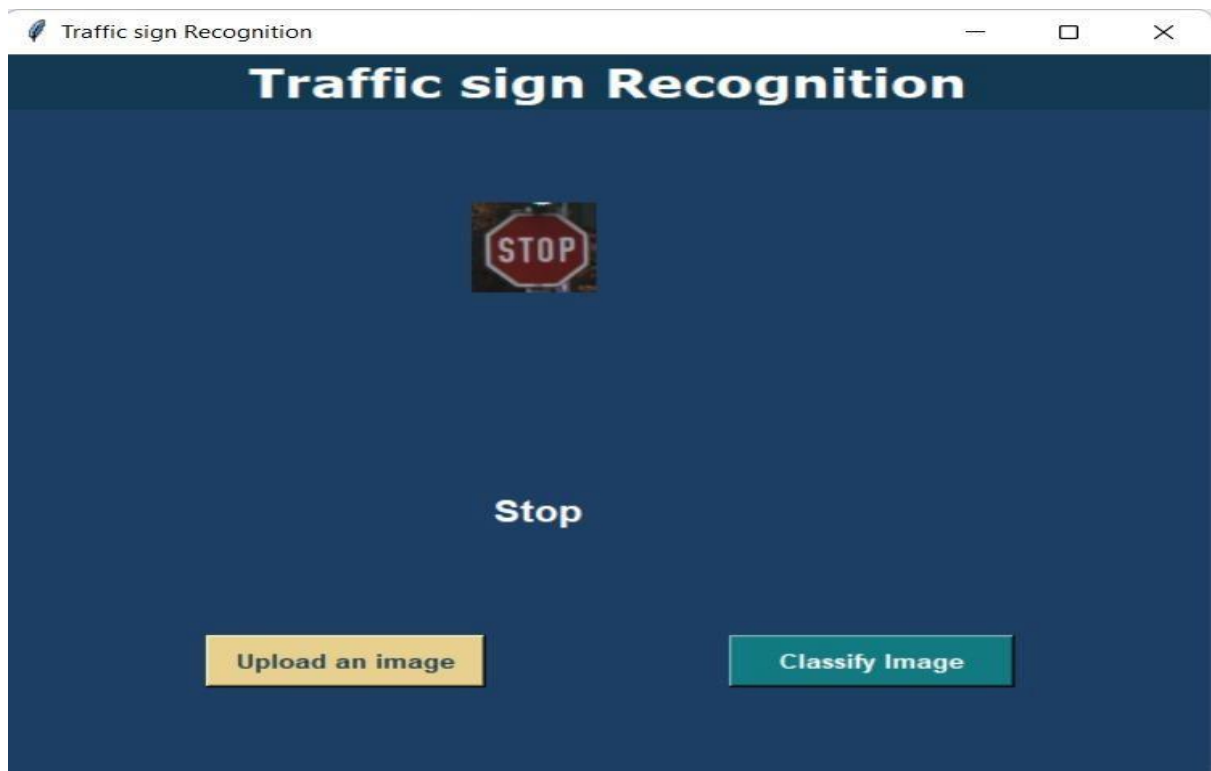 Traffic sign Recognition
Traffic sign Recognition
STOP
Stop
Upload an image
Classify Image